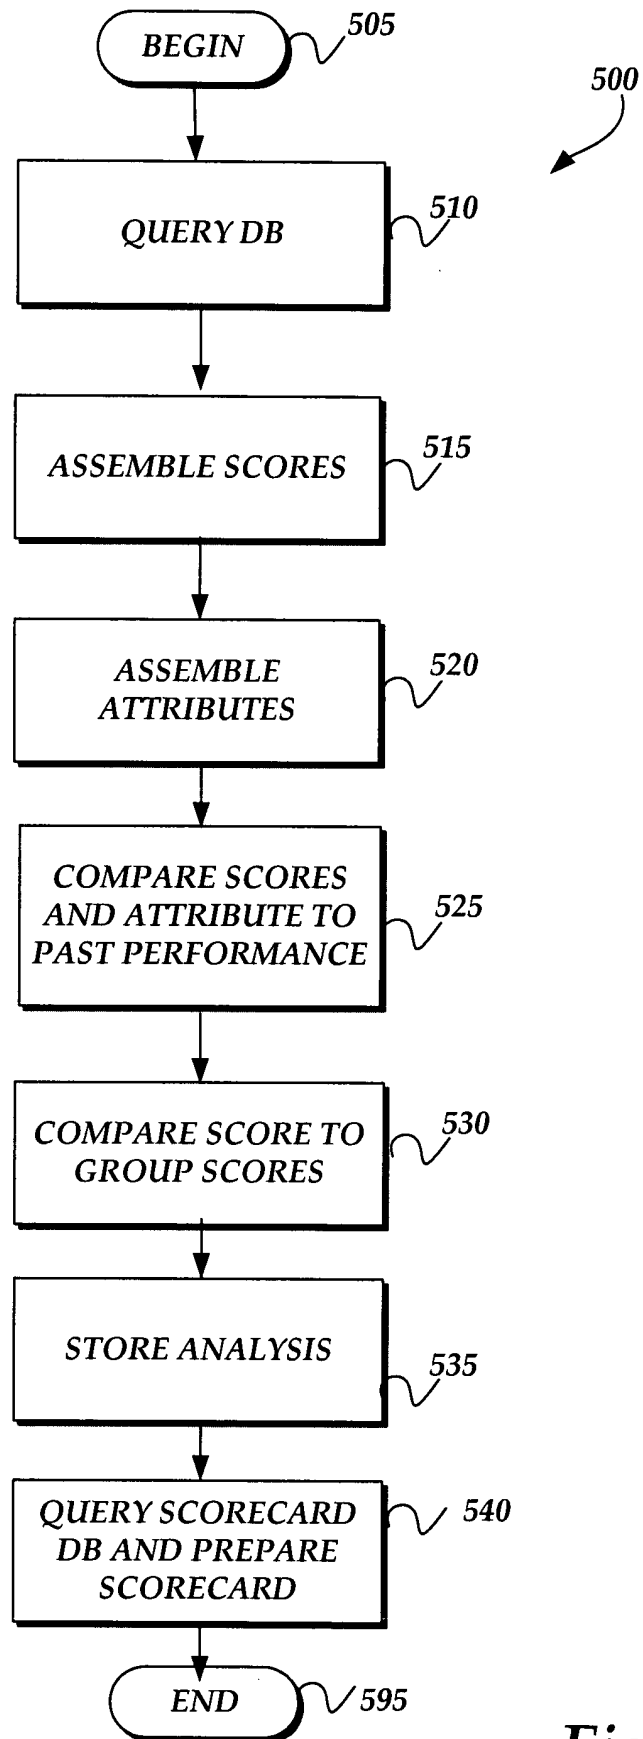 BEGIN
505
500
QUERY DB
510
ASSEMBLE SCORES
515
ASSEMBLE
ATTRIBUTES
520
COMPARE SCORES
AND ATTRIBUTE TO
PAST PERFORMANCE
525
COMPARE SCORE TO
GROUP SCORES
530
STORE ANALYSIS
535
QUERY SCORECARD
DB AND PREPARE
SCORECARD
540
END
595